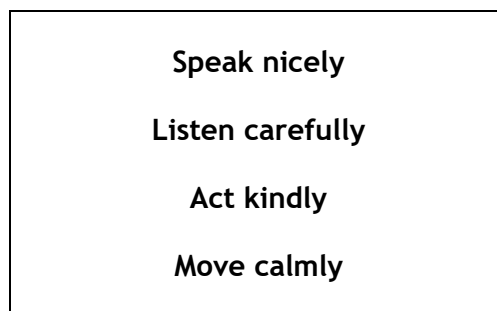 Speak nicely
Listen carefully
Act kindly
Move calmly